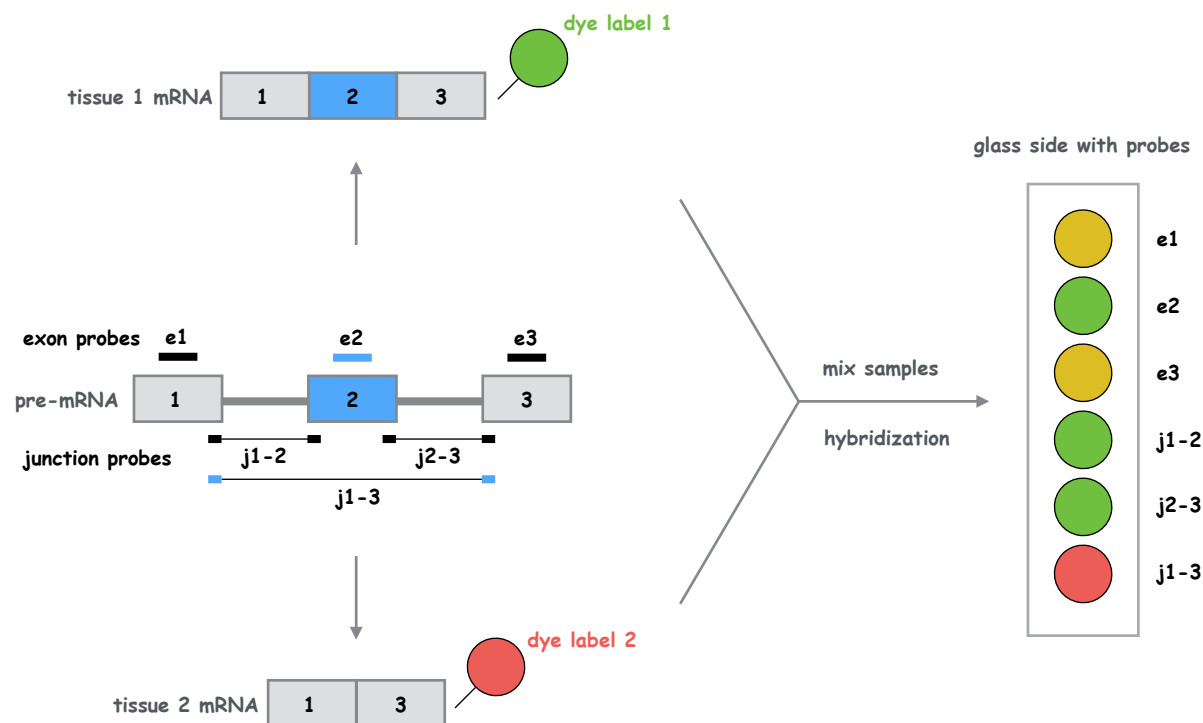 dye label 1
tissue 1 mRNA
1 2 3
glass side with probes
e1
e2
e3
j1-2
j2-3
j1-3
exon probes e1 e2 e3
pre-mRNA 1 2 3
junction probes j1-2 j2-3
j1-3
mix samples
hybridization
dye label 2
tissue 2 mRNA 1 3